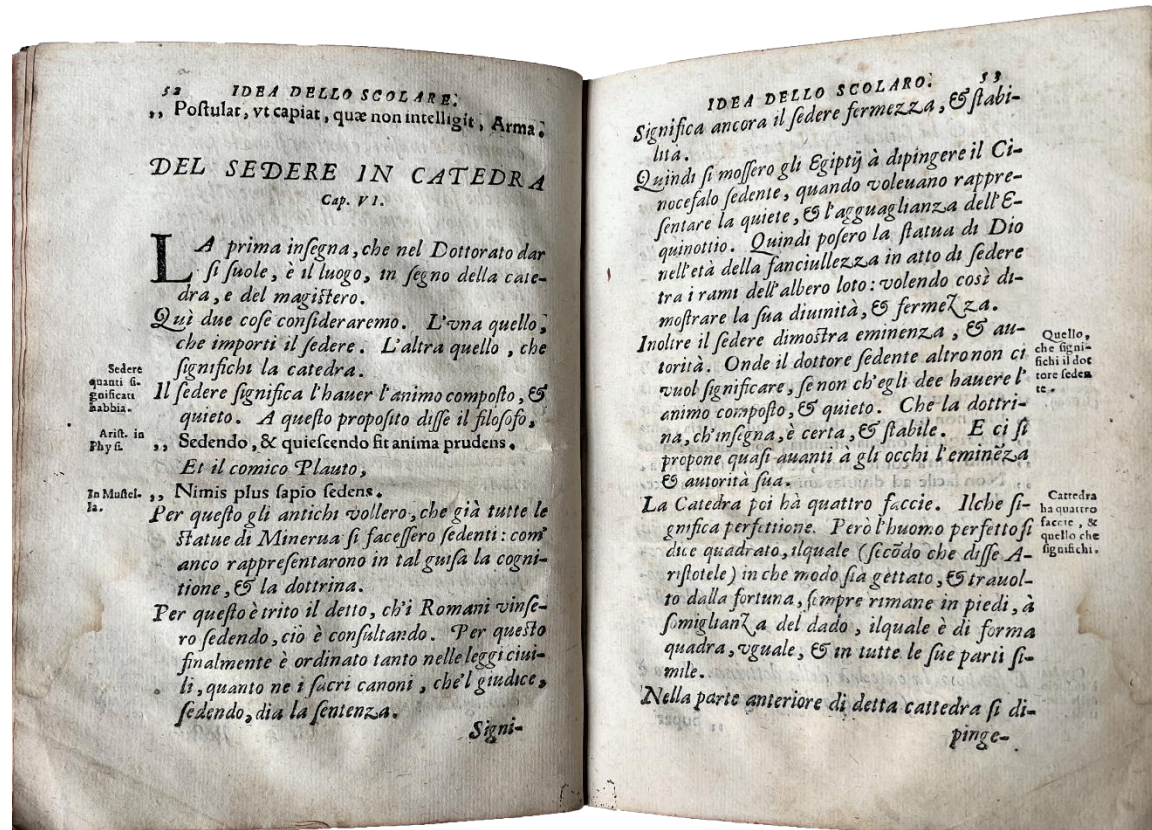 52 IDEA DELLO SCOLARE.
,, Poſtulat, vt capiat, quæ non intelligit, Arma.
DEL SEDERE IN CATEDRA
Cap. VI.
LA prima inſegna, che nel Dottorato dar
ſi ſuole, è il luogo, in ſegno della cate-
dra, e del magiſtero.
Quì due coſe conſideraremo. L'vna quello,
che importi il ſedere. L'altra quello, che
ſignifichi la catedra.
Sedere
quanti ſi-
gnificati
habbia.
Il ſedere ſignifica l'hauer l'animo compoſto, &
quieto. A queſto propoſito diſſe il filoſofo,
Ariſt. in
Phyſi.
,, Sedendo, & quieſcendo fit anima prudens.
Et il comico Plauto,
In Muſtel-
la.
,, Nimis plus ſapio ſedens.
Per queſto gli antichi vollero, che già tutte le
ſtatue di Minerua ſi faceſſero ſedenti: com'
anco rappreſentarono in tal guiſa la cogni-
tione, & la dottrina.
Per queſto è trito il detto, ch'i Romani vinſe-
ro ſedendo, ciò è conſultando. Per queſto
finalmente è ordinato tanto nelle leggi ciui-
li, quanto ne i ſacri canoni, che'l giudice,
ſedendo, dia la ſentenza.
Signi-
IDEA DELLO SCOLARO. 53
Significa ancora il ſedere fermezza, & ſtabi-
lità.
Quindi ſi moſſero gli Egiptij à dipingere il Ci-
nocefalo ſedente, quando voleuano rappre-
ſentare la quiete, & l'agguaglianza dell'E-
quinottio. Quindi poſero la ſtatua di Dio
nell'età della fanciullezza in atto di ſedere
tra i rami dell'albero loto: volendo così di-
moſtrare la ſua diuinità, & fermezza.
Inoltre il ſedere dimoſtra eminenza, & au-
torità. Onde il dottore ſedente altro non ci
vuol ſignificare, ſe non ch'egli dee hauere l'
animo compoſto, & quieto. Che la dottri-
na, ch'inſegna, è certa, & ſtabile. E ci ſi
propone quaſi auanti à gli occhi l'eminēza
& autorità ſua.
Quello,
che ſigni-
fichi il dot
tore ſeden
te.
La Catedra poi hà quattro faccie. Ilche ſi-
gnifica perfettione. Però l'huomo perfetto ſi
dice quadrato, ilquale (ſecōdo che diſſe A-
riſtotele) in che modo ſia gettato, & trauol-
to dalla fortuna, ſempre rimane in piedi, à
ſomiglianza del dado, ilquale è di forma
quadra, vguale, & in tutte le ſue parti ſi-
mile.
Cattedra
ha quattro
faccie, &
quello che
ſignifichi.
Nella parte anteriore di detta cattedra ſi di-
pinge-